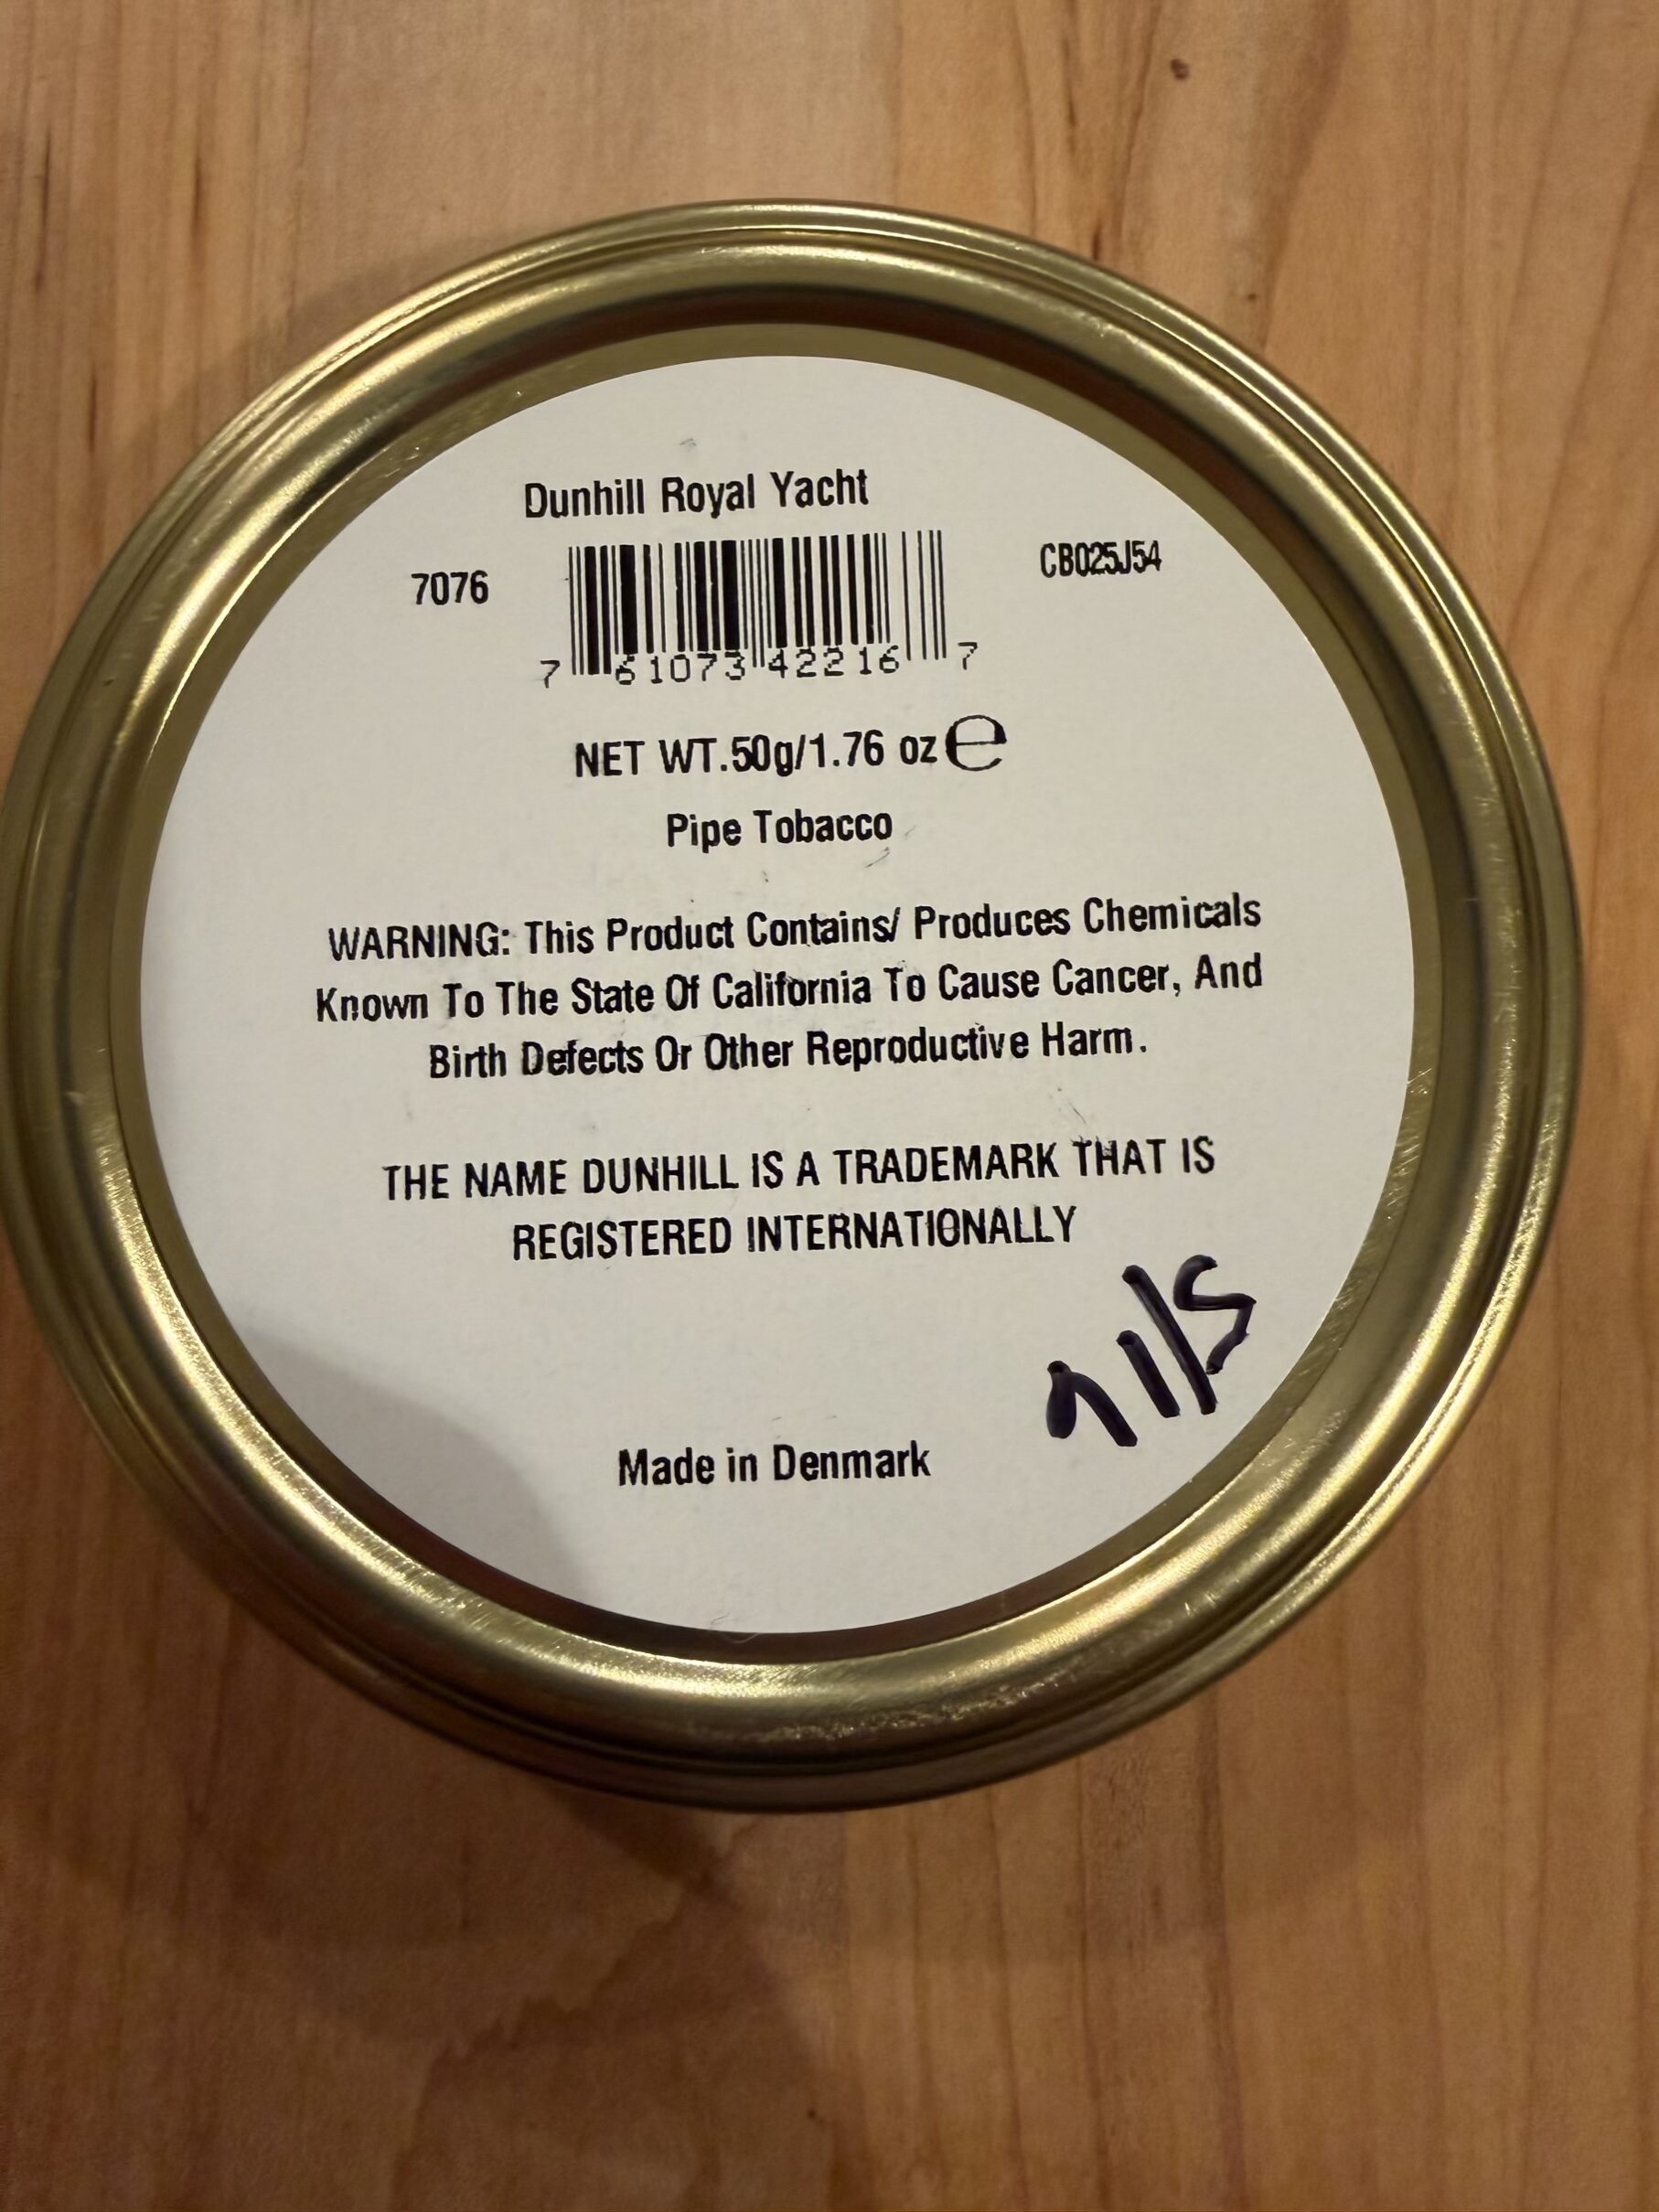 Dunhill Royal Yacht
7076
CB025J54
7 61073 42216 7
NET WT.50g/1.76 oz ℮
Pipe Tobacco
WARNING: This Product Contains/ Produces Chemicals
Known To The State Of California To Cause Cancer, And
Birth Defects Or Other Reproductive Harm.
THE NAME DUNHILL IS A TRADEMARK THAT IS
REGISTERED INTERNATIONALLY
Made in Denmark